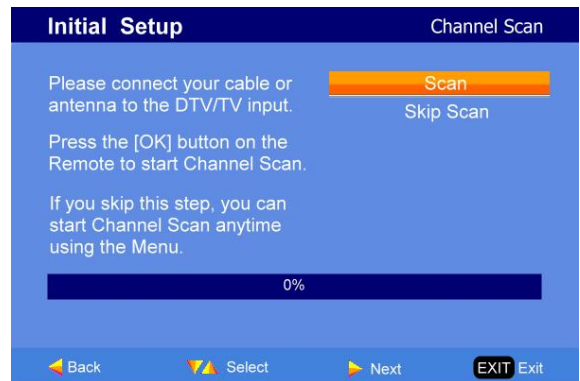 Initial Setup Channel Scan
Please connect your cable or
antenna to the DTV/TV input.
Press the [OK] button on the
Remote to start Channel Scan.
If you skip this step, you can
start Channel Scan anytime
using the Menu.
Scan
Skip Scan
0%
Back Select Next EXIT Exit